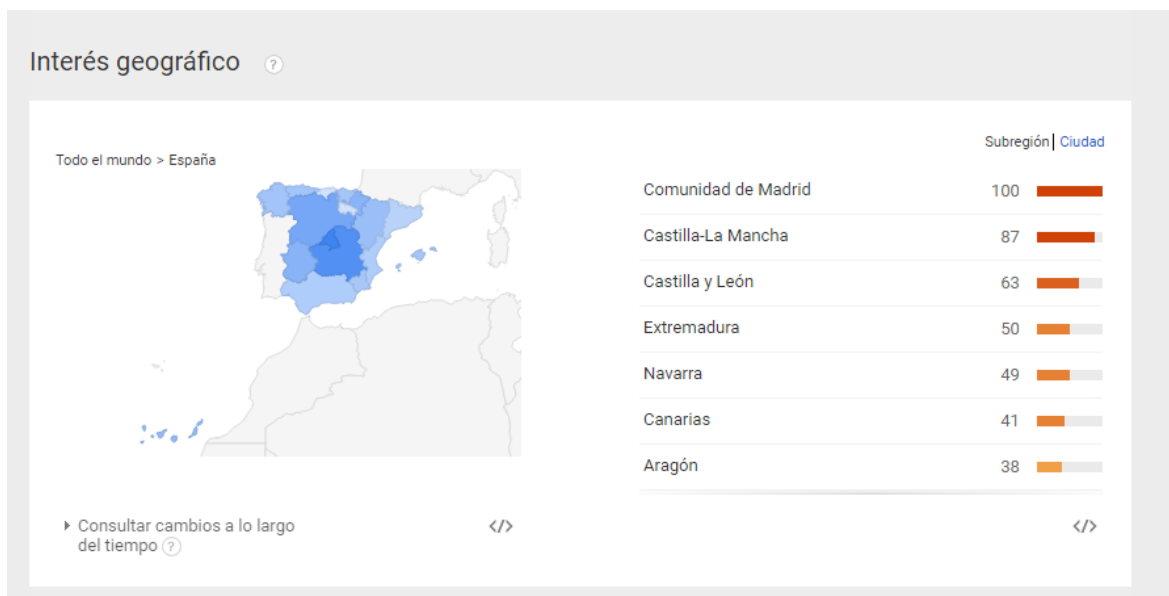 Interés geográfico ?
Subregión Ciudad
Todo el mundo > España
Comunidad de Madrid 100
Castilla-La Mancha 87
Castilla y León 63
Extremadura 50
Navarra 49
Canarias 41
Aragón 38
Consultar cambios a lo largo
del tiempo ?
</>
</>